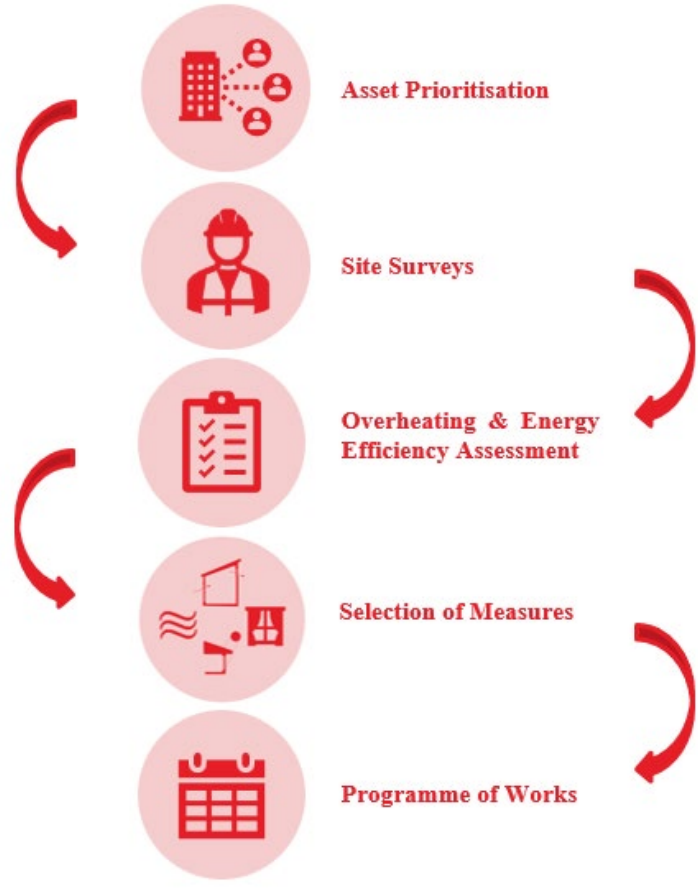 Asset Prioritisation
Site Surveys
Overheating & Energy
Efficiency Assessment
Selection of Measures
Programme of Works